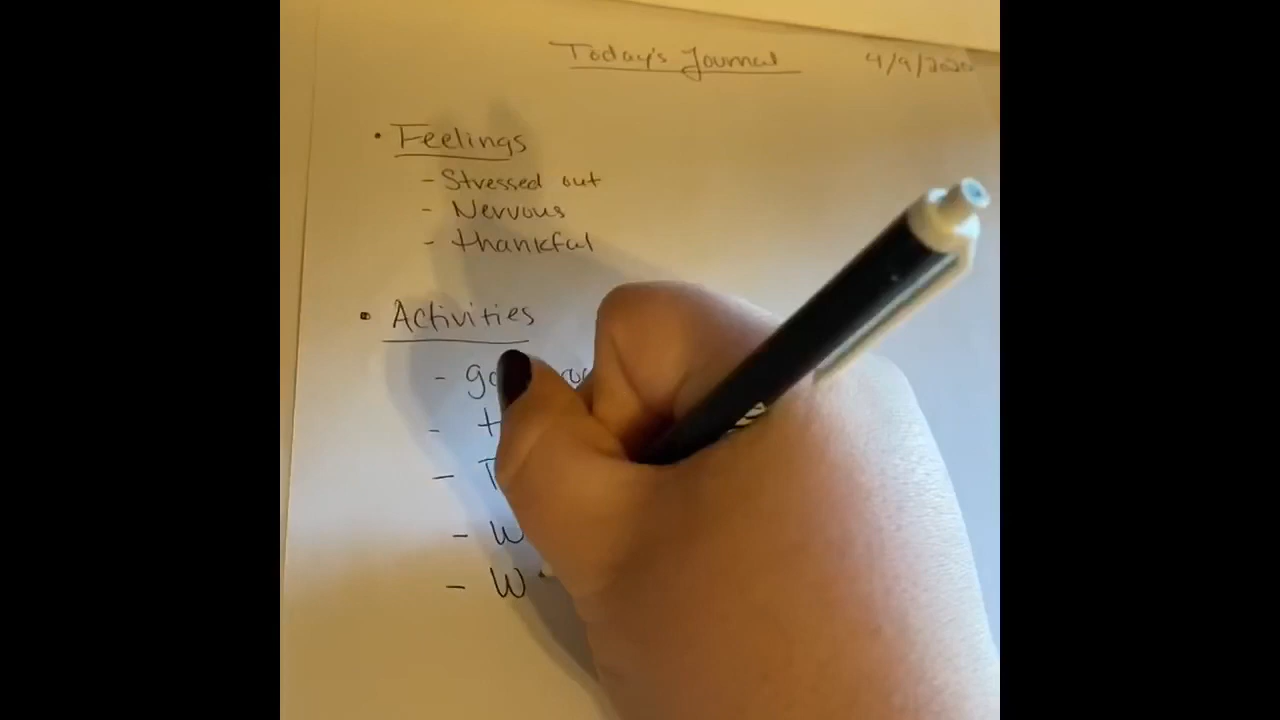 Today's Journal 4/9/2020
• Feelings
- Stressed out
- Nervous
- thankful
• Activities
-
-
-
- W
- W